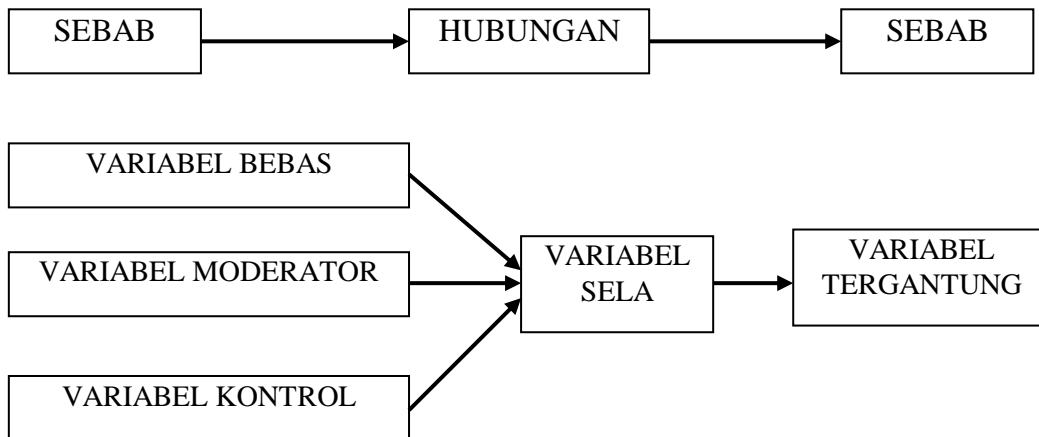 SEBAB
HUBUNGAN
SEBAB
VARIABEL BEBAS
VARIABEL MODERATOR
VARIABEL KONTROL
VARIABEL
SELA
VARIABEL
TERGANTUNG